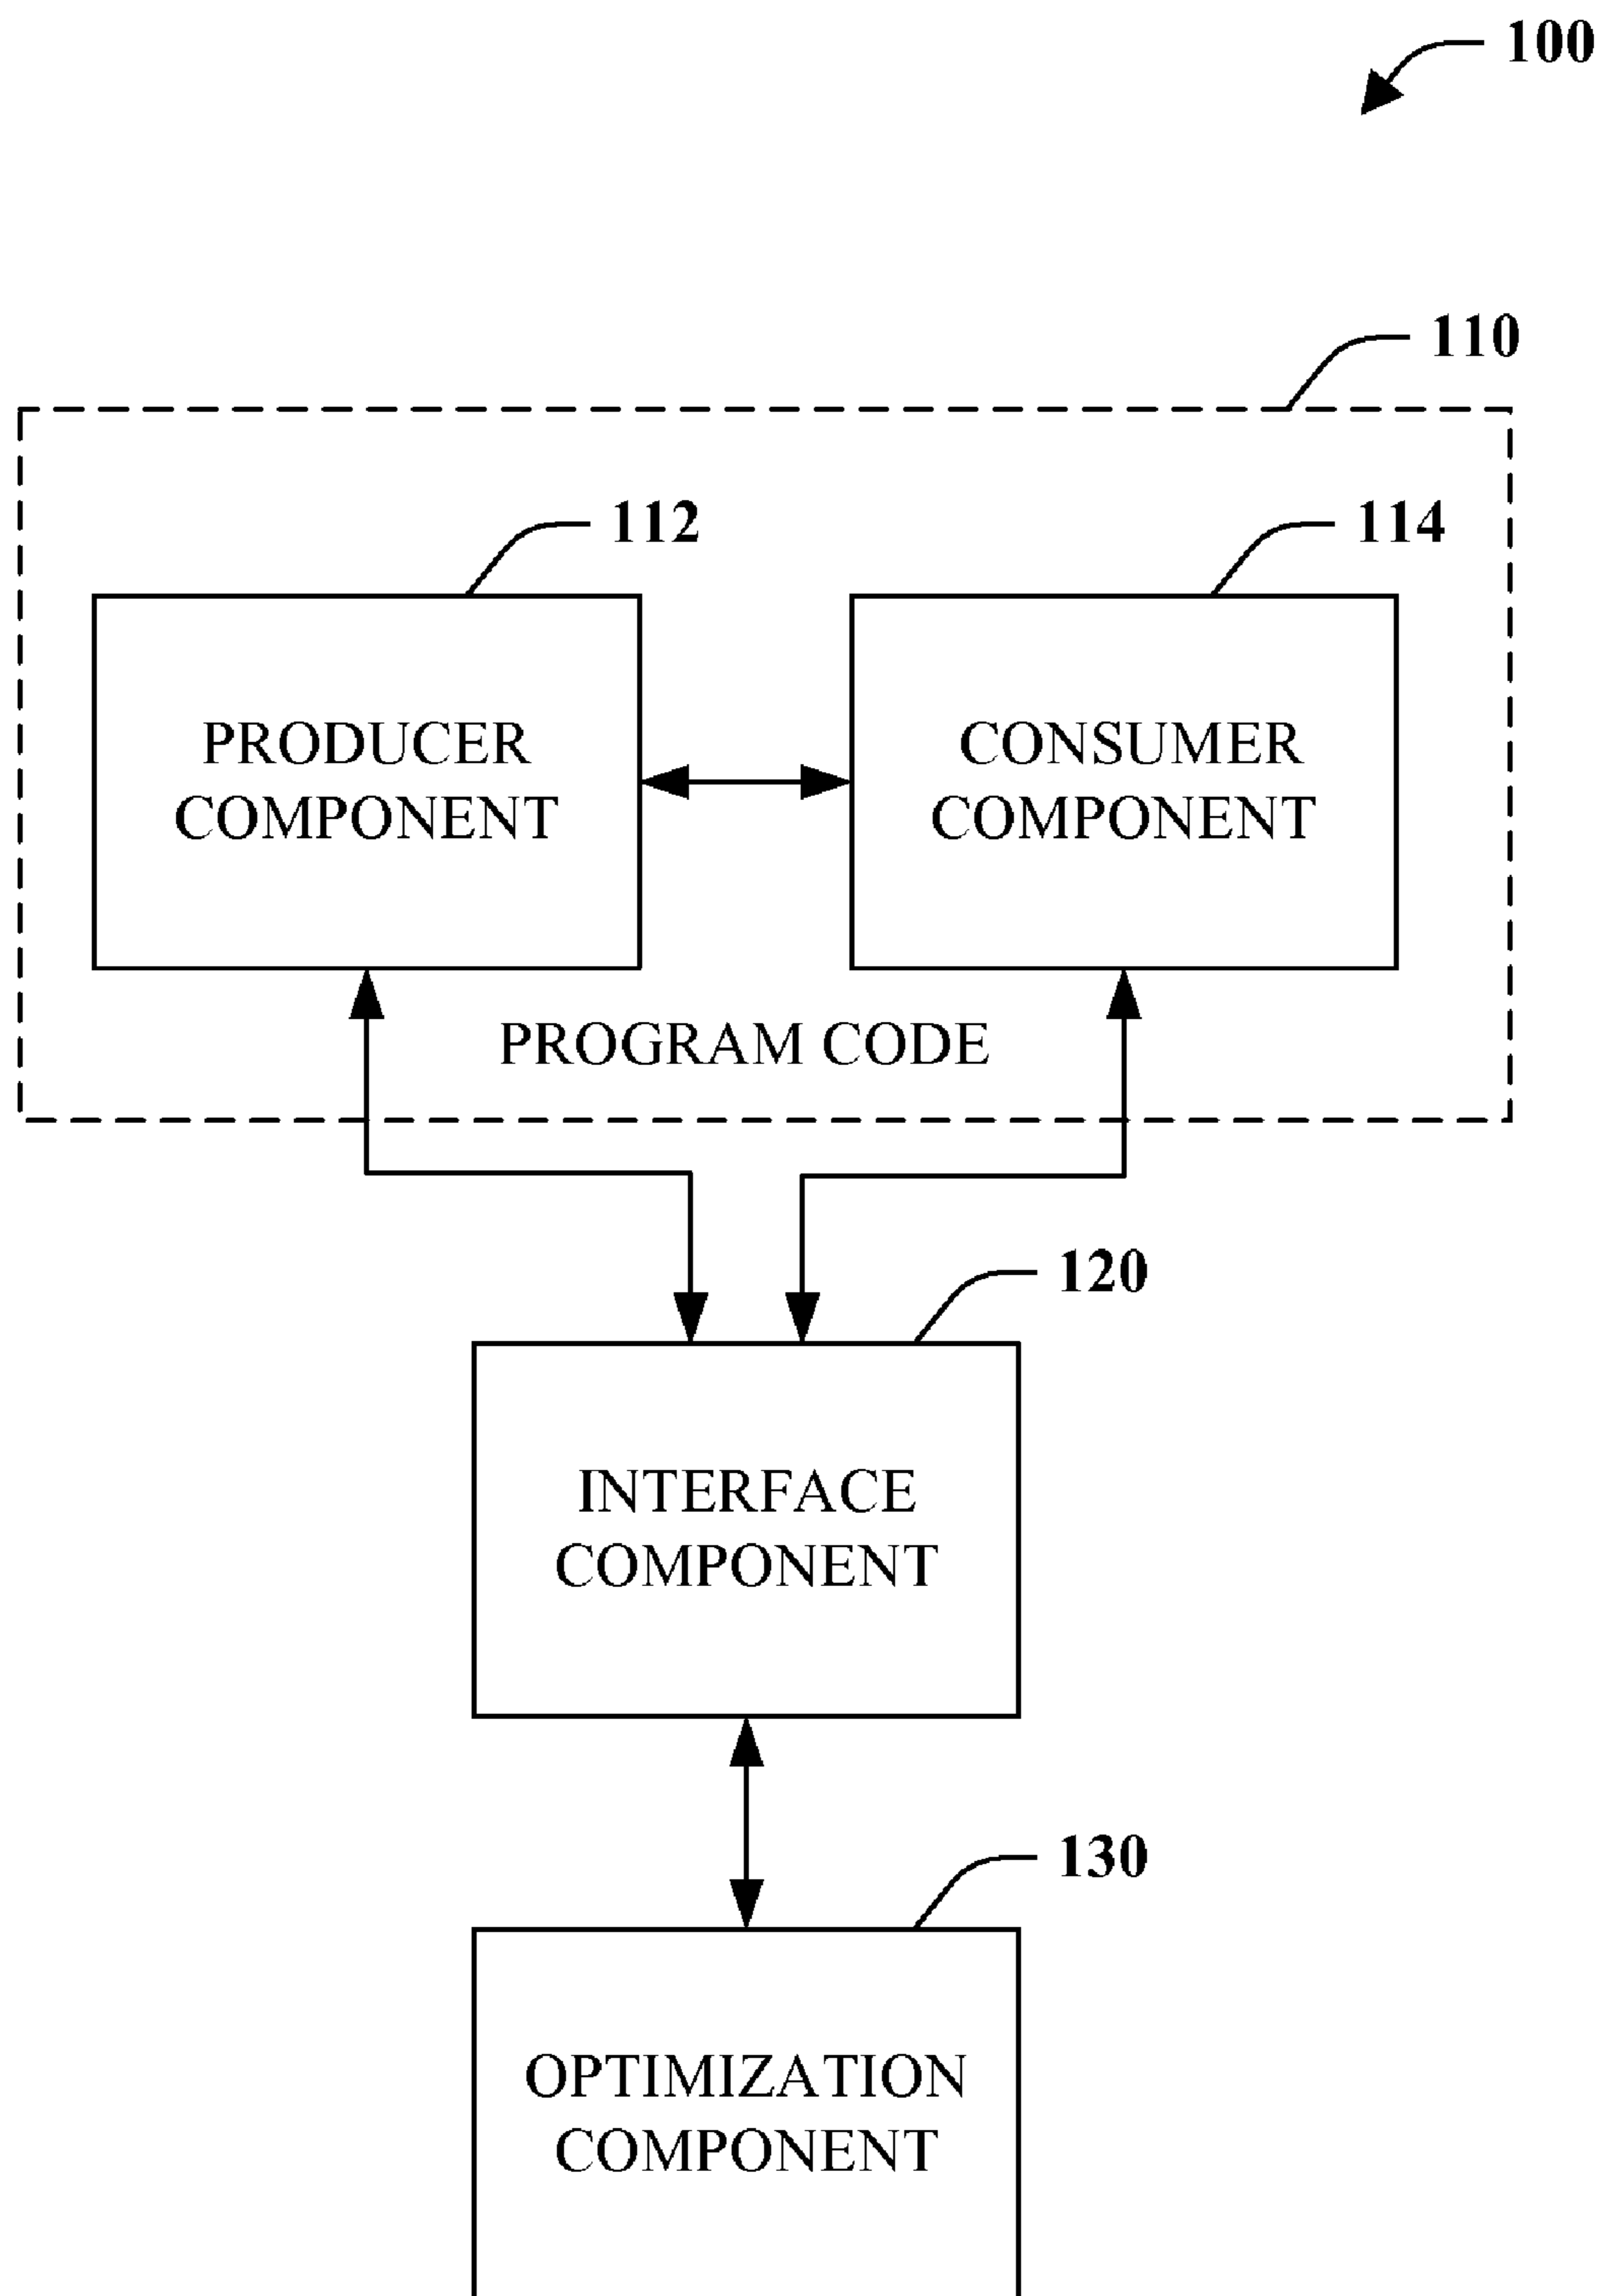 100
110
112
114
PRODUCER
COMPONENT
CONSUMER
COMPONENT
PROGRAM CODE
120
INTERFACE
COMPONENT
130
OPTIMIZATION
COMPONENT